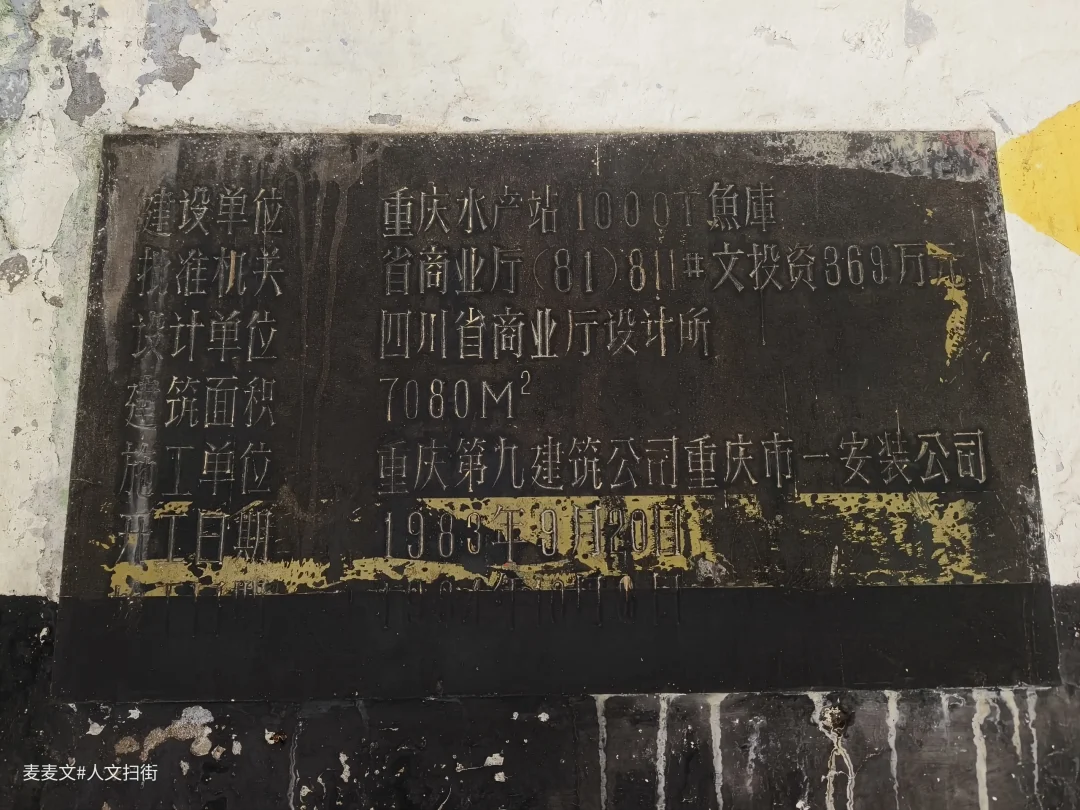 建设单位 重庆水产站1000T魚庫
批准机关 省商业厅(81)811#文投资369万元
设计单位 四川省商业厅设计所
建筑面积 7080M²
施工单位 重庆第九建筑公司重庆市一安装公司
开工日期 1983年9月20日
麦麦文#人文扫街